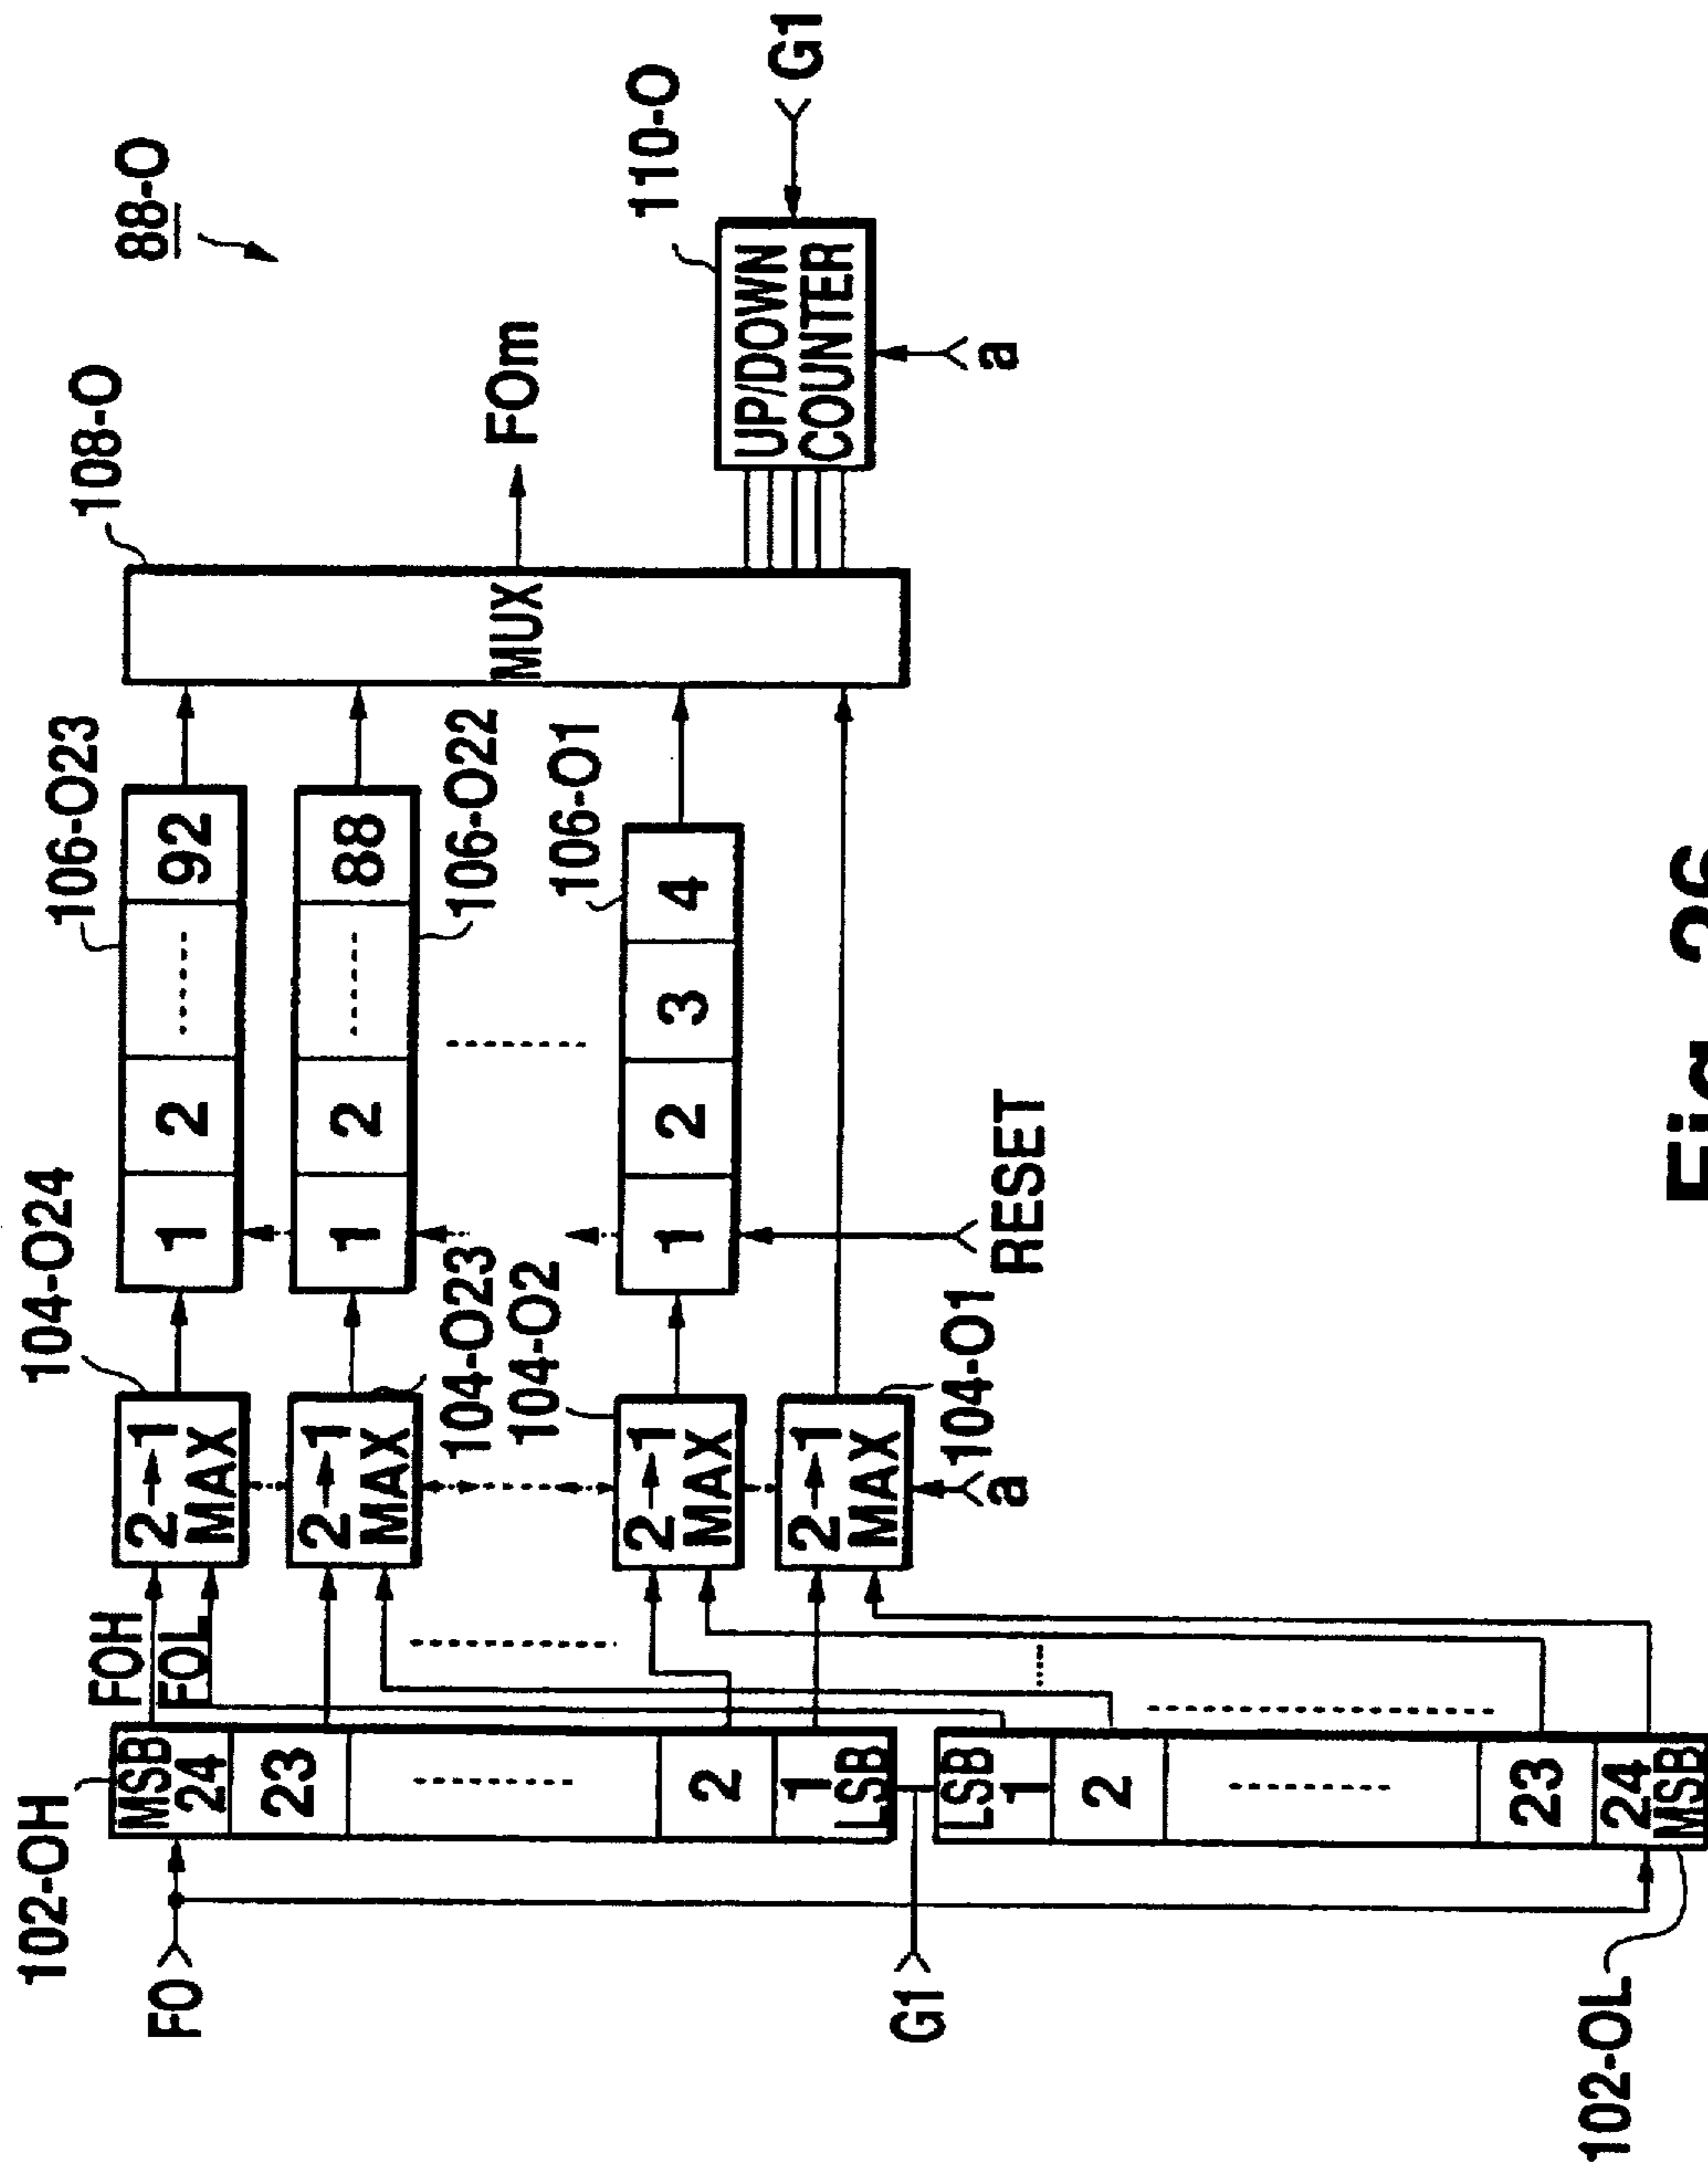 88-O
102-OH
FO
MSB
24
23
2
1
LSB
G1
LSB
1
2
23
24
MSB
102-OL
FOH
FOL
104-O24
2→1
MAX
2→1
MAX
104-O23
104-O2
2→1
MAX
2→1
MAX
104-O1
a
106-O23
1 2 92
1 2 88
106-O22
106-O1
1 2 3 4
RESET
108-O
MUX
FOm
110-O
UP/DOWN
COUNTER
G1
a